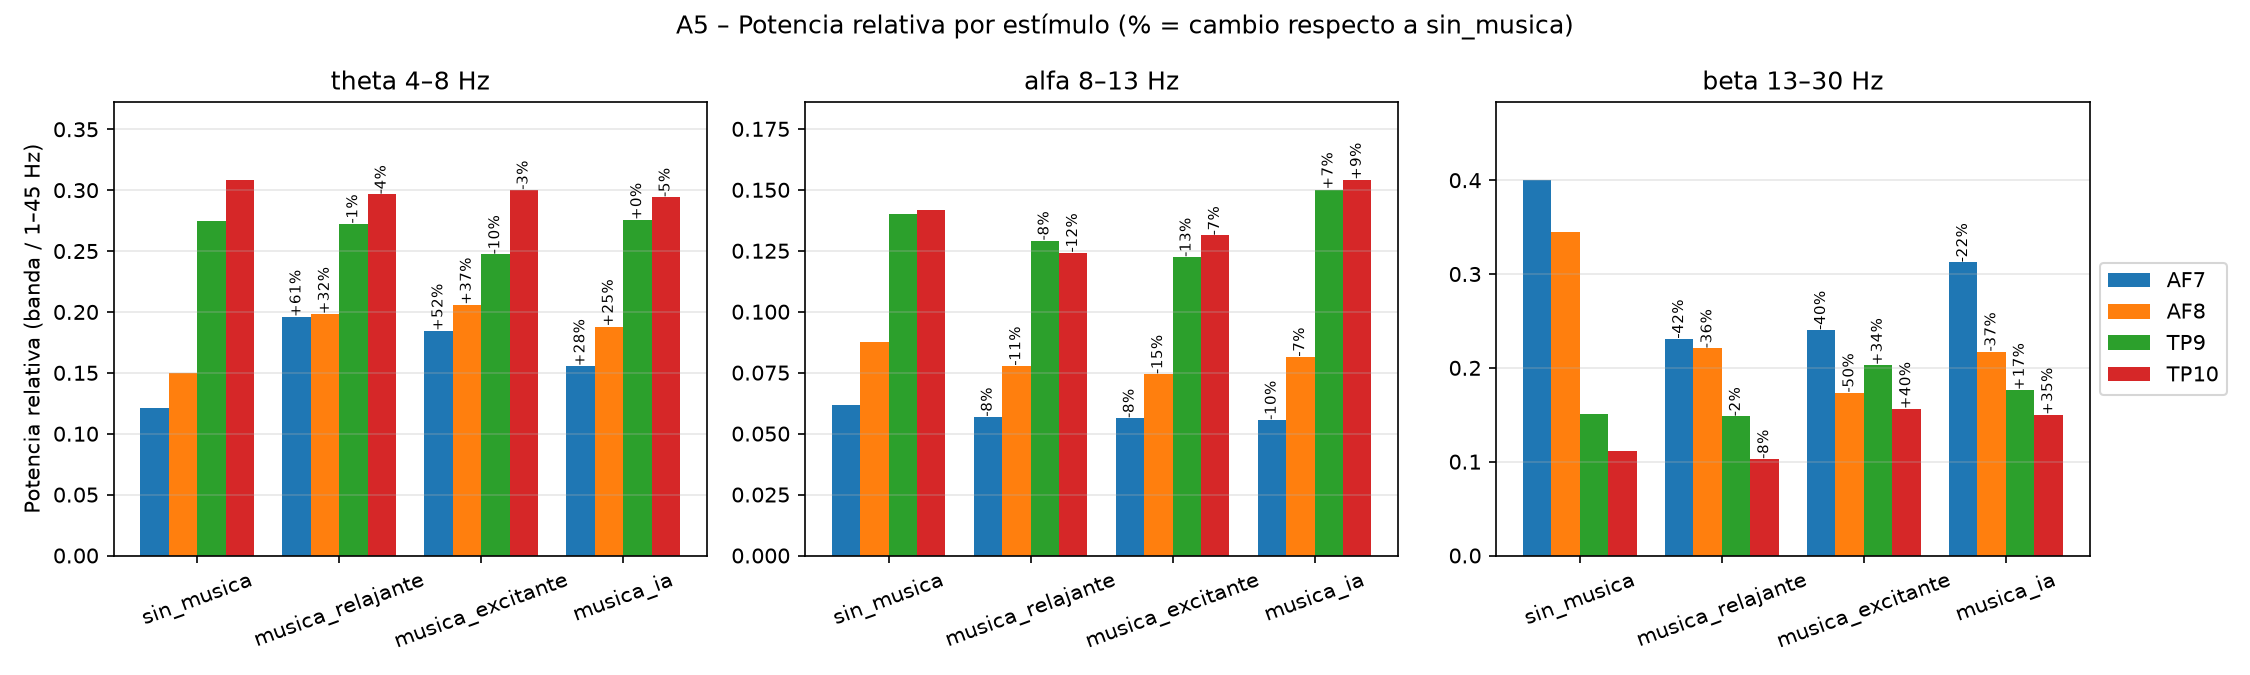 A5 – Potencia relativa por estímulo (% = cambio respecto a sin_musica)
theta 4–8 Hz
Potencia relativa (banda / 1–45 Hz)
0.35
0.30
0.25
0.20
0.15
0.10
0.05
0.00
+61%
+32%
-1%
-4%
+52%
+37%
-10%
-3%
+28%
+25%
+0%
-5%
sin_musica
musica_relajante
musica_excitante
musica_ia
alfa 8–13 Hz
0.175
0.150
0.125
0.100
0.075
0.050
0.025
0.000
-8%
-11%
-8%
-12%
-8%
-15%
-13%
-7%
-10%
-7%
+7%
+9%
sin_musica
musica_relajante
musica_excitante
musica_ia
beta 13–30 Hz
0.4
0.3
0.2
0.1
0.0
-42%
-36%
-2%
-8%
-40%
-50%
+34%
+40%
-22%
-37%
+17%
+35%
sin_musica
musica_relajante
musica_excitante
musica_ia
AF7
AF8
TP9
TP10